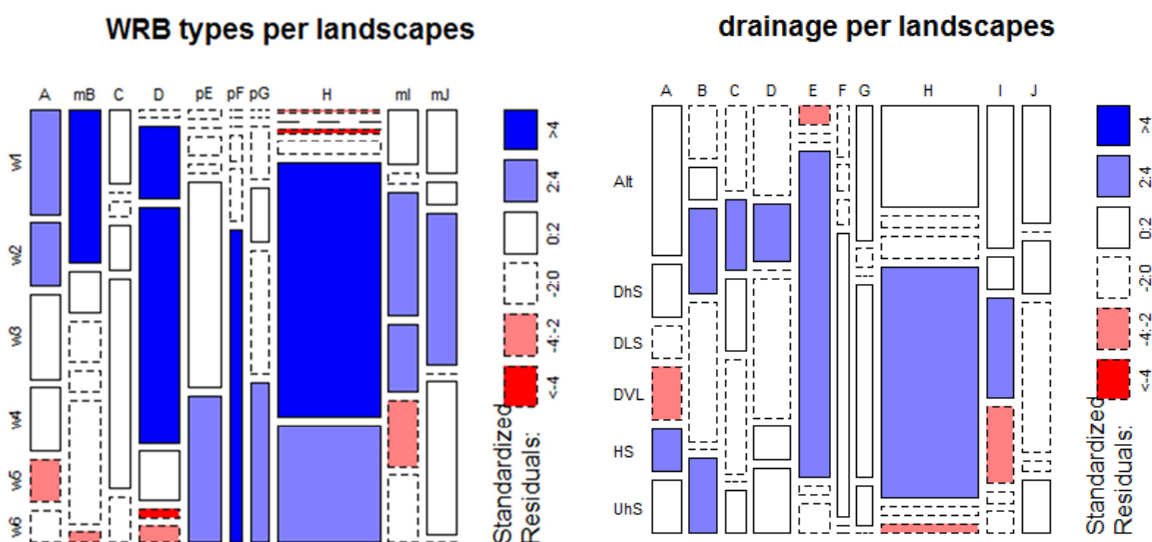 WRB types per landscapes
A mB C D pE pF pG H mI mJ
w1
w2
w3
w4
w5
w6
>4
2:4
0:2
-2:0
-4:-2
<-4
Standardized
Residuals:
drainage per landscapes
A B C D E F G H I J
Alt
DhS
DLS
DVL
HS
UhS
>4
2:4
0:2
-2:0
-4:-2
<-4
Standardized
Residuals: